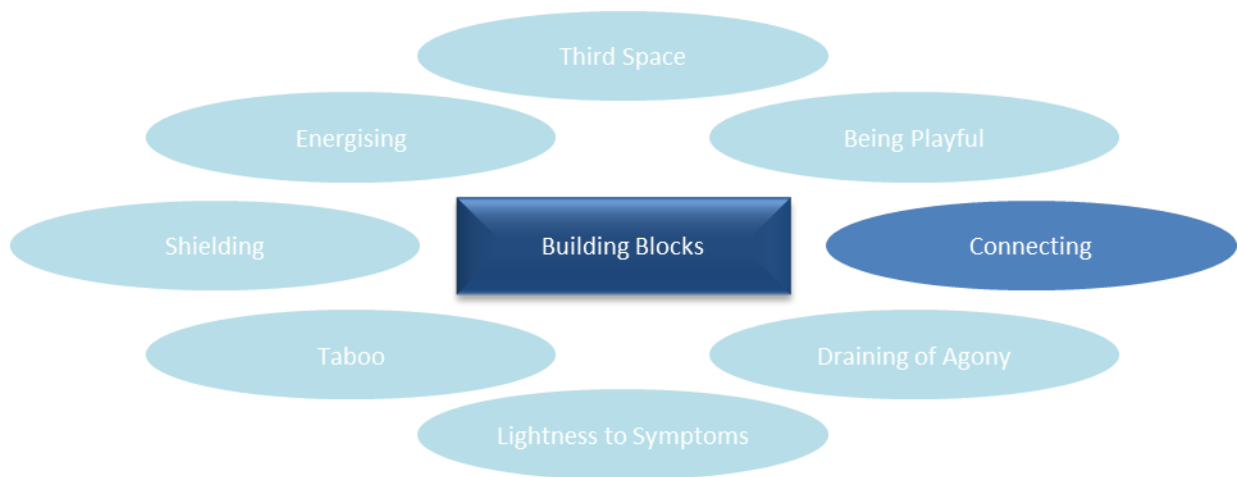 Third Space
Energising
Being Playful
Shielding
Building Blocks
Connecting
Taboo
Draining of Agony
Lightness to Symptoms